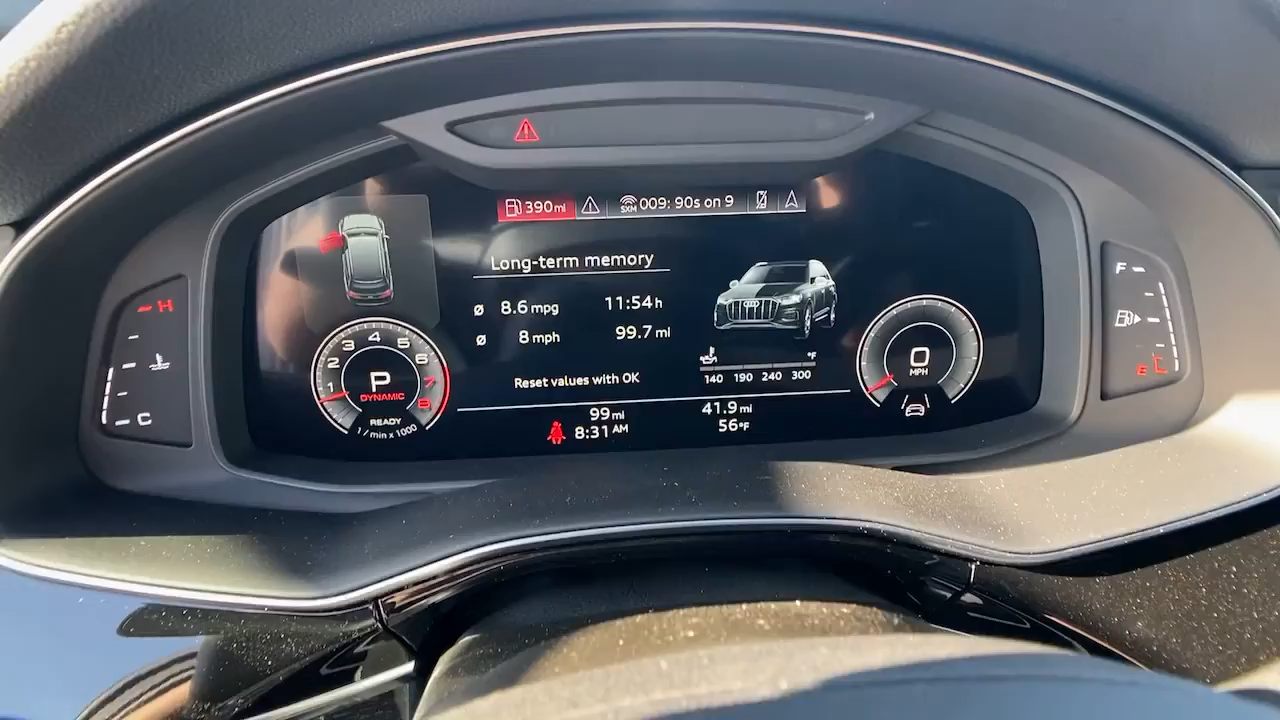 390 mi
SXM 009: 90s on 9
Long-term memory
ø 8.6 mpg 11:54 h
ø 8 mph 99.7 mi
Reset values with OK
°F
140 190 240 300
99 mi 41.9 mi
8:31 AM 56°F
1 2 3 4 5 6 7 8
P
DYNAMIC
READY
1 / min x 1000
0
MPH
H
C
F
E